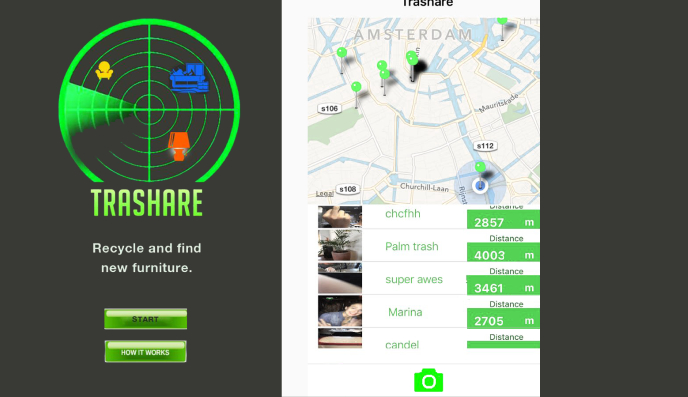 TRASHARE
Recycle and find
new furniture.
START
HOW IT WORKS
Trashare
AMSTERDAM
s106
Mauritskade
s112
Legal
s108
Churchill-Laan
chcfhh
Distance
2857 m
Palm trash
Distance
4003 m
super awes
Distance
3461 m
Marina
Distance
2705 m
candel
Distance